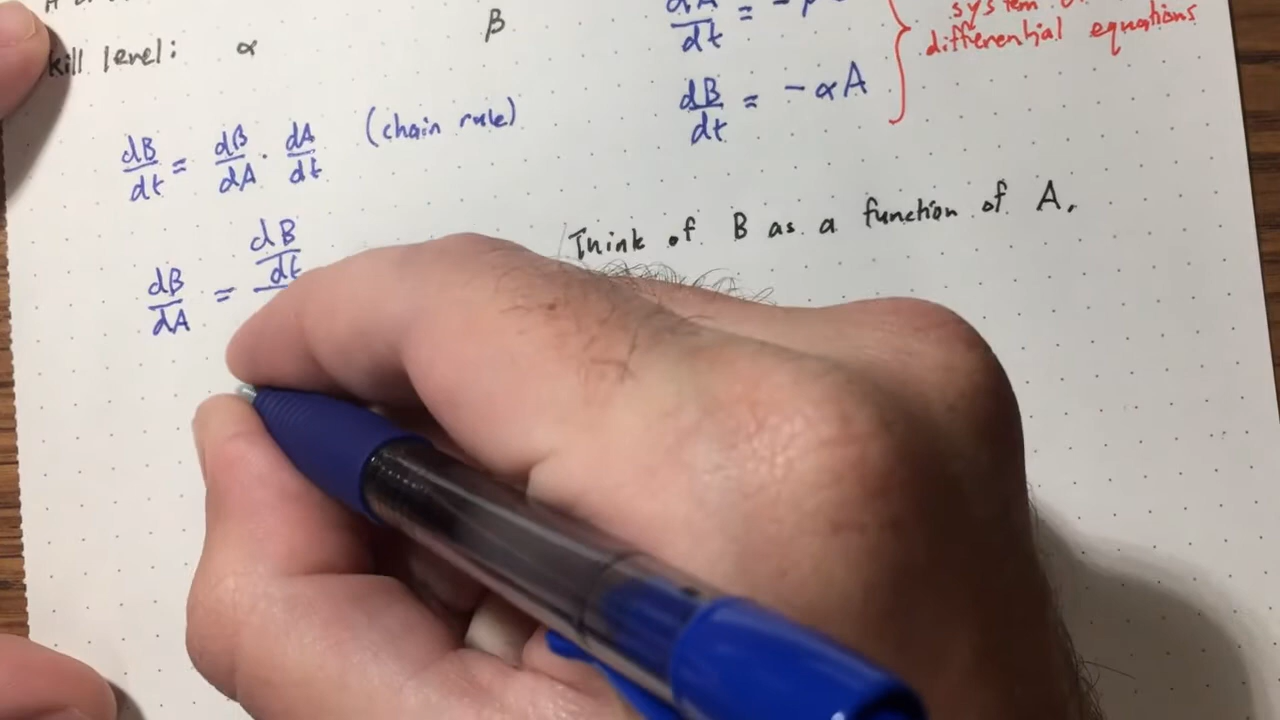 β
kill level: α
dA/dt = -
system
differential equations
dB/dt = -αA
dB/dt = dB/dA · dA/dt (chain rule)
Think of B as a function of A.
dB/dA = dB/dt